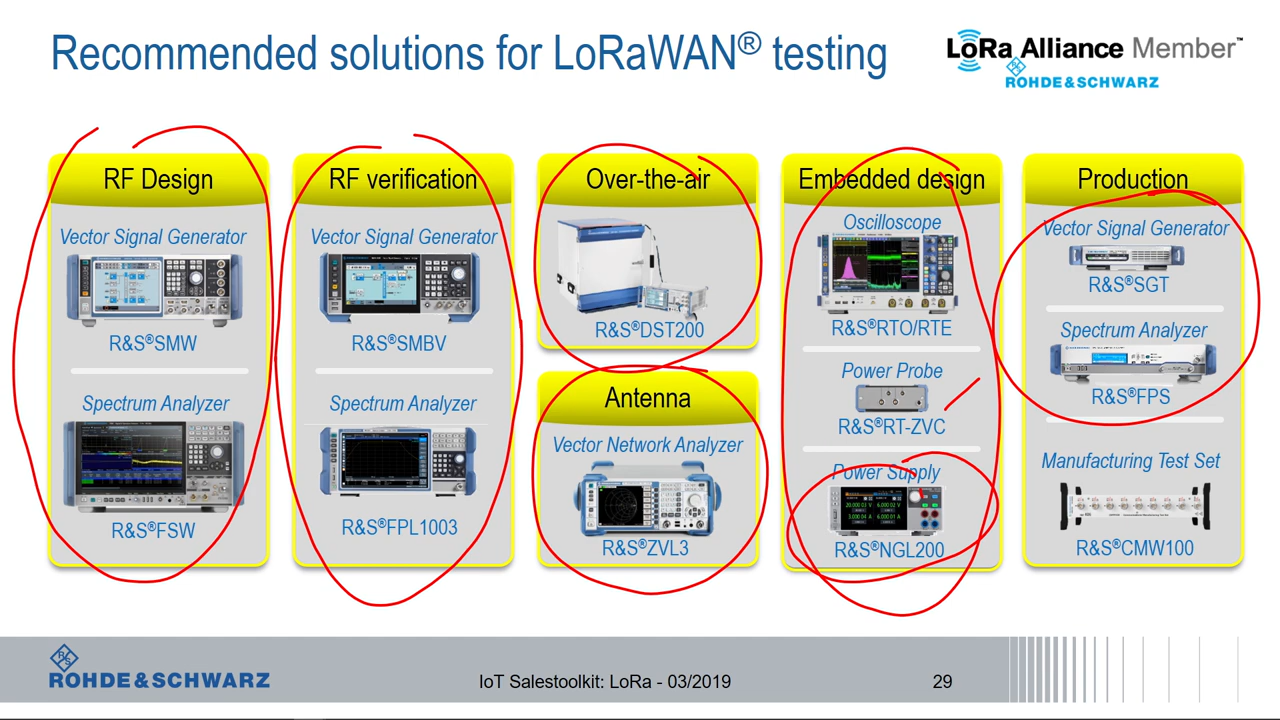 Recommended solutions for LoRaWAN® testing
LoRa Alliance Member™
ROHDE & SCHWARZ
RF Design
Vector Signal Generator
R&S®SMW
Spectrum Analyzer
R&S®FSW
RF verification
Vector Signal Generator
R&S®SMBV
Spectrum Analyzer
R&S®FPL1003
Over-the-air
R&S®DST200
Antenna
Vector Network Analyzer
R&S®ZVL3
Embedded design
Oscilloscope
R&S®RTO/RTE
Power Probe
R&S®RT-ZVC
Power Supply
R&S®NGL200
Production
Vector Signal Generator
R&S®SGT
Spectrum Analyzer
R&S®FPS
Manufacturing Test Set
R&S®CMW100
ROHDE & SCHWARZ
IoT Salestoolkit: LoRa - 03/2019
29